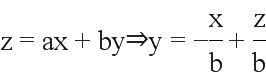 z = ax + by⇒y = -x/b + z/b